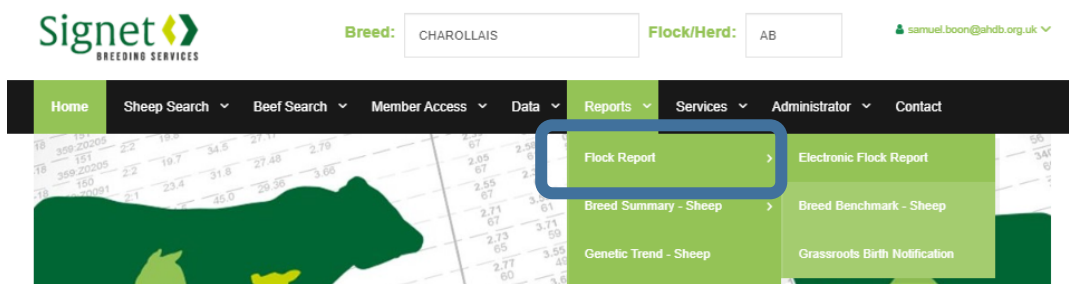 Signet
BREEDING SERVICES
Breed: CHAROLLAIS Flock/Herd: AB samuel.boon@ahdb.org.uk
Home Sheep Search Beef Search Member Access Data Reports Services Administrator Contact
Flock Report Electronic Flock Report
Breed Summary - Sheep Breed Benchmark - Sheep
Genetic Trend - Sheep Grassroots Birth Notification